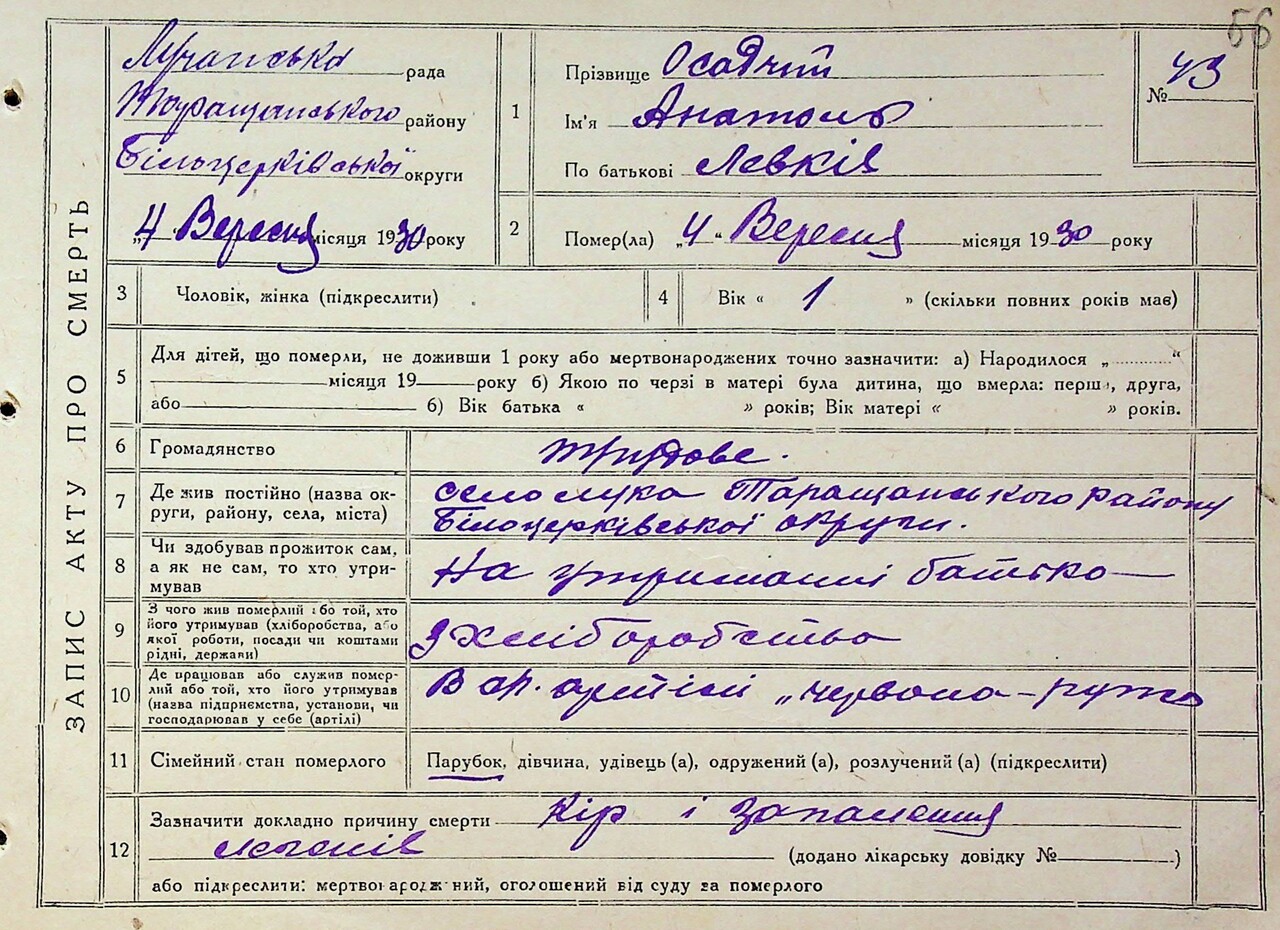 56
ЗАПИС АКТУ ПРО СМЕРТЬ
Лучанська рада
Таращанського району
Білоцерківської округи
„4" Вересня місяця 1930 року
1
Прізвище Осадчий
Ім'я Анатоль
По батькові Левків
№ 43
2
Помер(ла) „4" Вересня місяця 1930 року
3 Чоловік, жінка (підкреслити)
4 Вік « 1 » (скільки повних років мав)
5
Для дітей, що померли, не доживши 1 року або мертвонароджених точно зазначити: а) Народилося „ “
місяця 19 року б) Якою по черзі в матері була дитина, що вмерла: перша, друга,
або б) Вік батька « » років; Вік матері « » років.
6 Громадянство трудове.
7
Де жив постійно (назва ок-
руги, району, села, міста)
село Лука Таращанського району
Білоцерківської округи.
8
Чи здобував прожиток сам,
а як не сам, то хто утри-
мував
На утриманні батька
9
З чого жив померлий або той, хто
його утримував (хліборобства, або
якої роботи, посади чи коштами
рідні, держави)
З хліборобства
10
Де працював або служив помер-
лий або той, хто його утримував
(назва підприємства, установи, чи
господарював у себе (артілі)
В артілі „червона-
11 Сімейний стан померлого Парубок, дівчина, удівець (а), одружений (а), розлучений (а) (підкреслити)
12
Зазначити докладно причину смерти Кір і запалення
легенів (додано лікарську довідку № )
або підкреслити: мертвонароджений, оголошений від суду за померлого